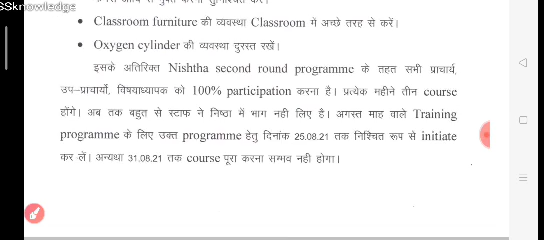 SSknowledge
• Classroom furniture की व्यवस्था Classroom मे अच्छे तरह से करें।
• Oxygen cylinder की व्यवस्था दुरस्त रखें।
इसके अतिरिक्त Nishtha second round programme के तहत सभी प्राचार्य,
उप–प्राचार्यो, विषयाध्यापक को 100% participation करना है। प्रत्येक महीने तीन course
होंगे। अब तक बहुत से स्टाफ ने निष्ठा में भाग नही लिए है। अगस्त माह वाले Training
programme के लिए उक्त programme हेतु दिनांक 25.08.21 तक निश्चित रूप से initiate
कर लें। अन्यथा 31.08.21 तक course पूरा करना सम्भव नही होगा।